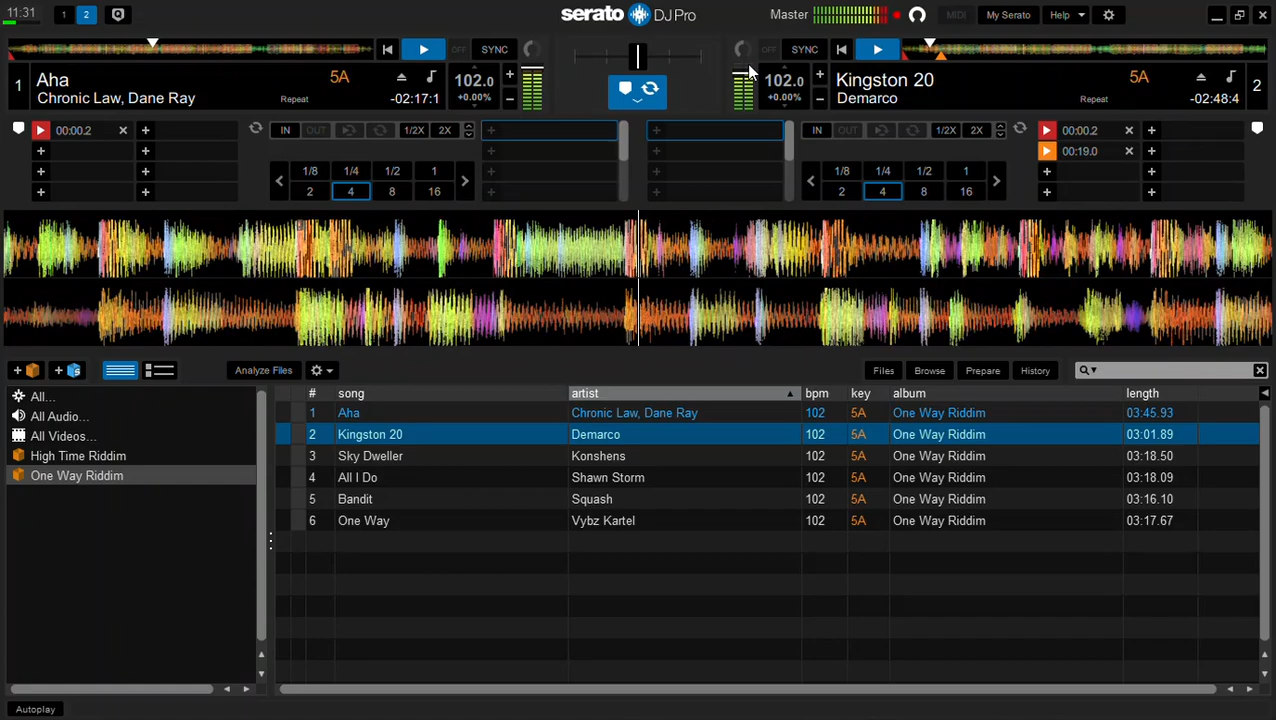 11:31 1 2 serato DJ Pro Master MIDI My Serato Help
OFF SYNC OFF SYNC
1 Aha 5A 102.0 102.0 Kingston 20 5A 2
Chronic Law, Dane Ray Repeat -02:17:1 +0.00% +0.00% Demarco Repeat -02:48:4
00:00.2 IN OUT 1/2X 2X IN OUT 1/2X 2X 00:00.2
00:19.0
1/8 1/4 1/2 1 1/8 1/4 1/2 1
2 4 8 16 2 4 8 16
Analyze Files Files Browse Prepare History
# song artist bpm key album length
All...
All Audio...
All Videos...
High Time Riddim
One Way Riddim
1 Aha Chronic Law, Dane Ray 102 5A One Way Riddim 03:45.93
2 Kingston 20 Demarco 102 5A One Way Riddim 03:01.89
3 Sky Dweller Konshens 102 5A One Way Riddim 03:18.50
4 All I Do Shawn Storm 102 5A One Way Riddim 03:18.09
5 Bandit Squash 102 5A One Way Riddim 03:16.10
6 One Way Vybz Kartel 102 5A One Way Riddim 03:17.67
Autoplay